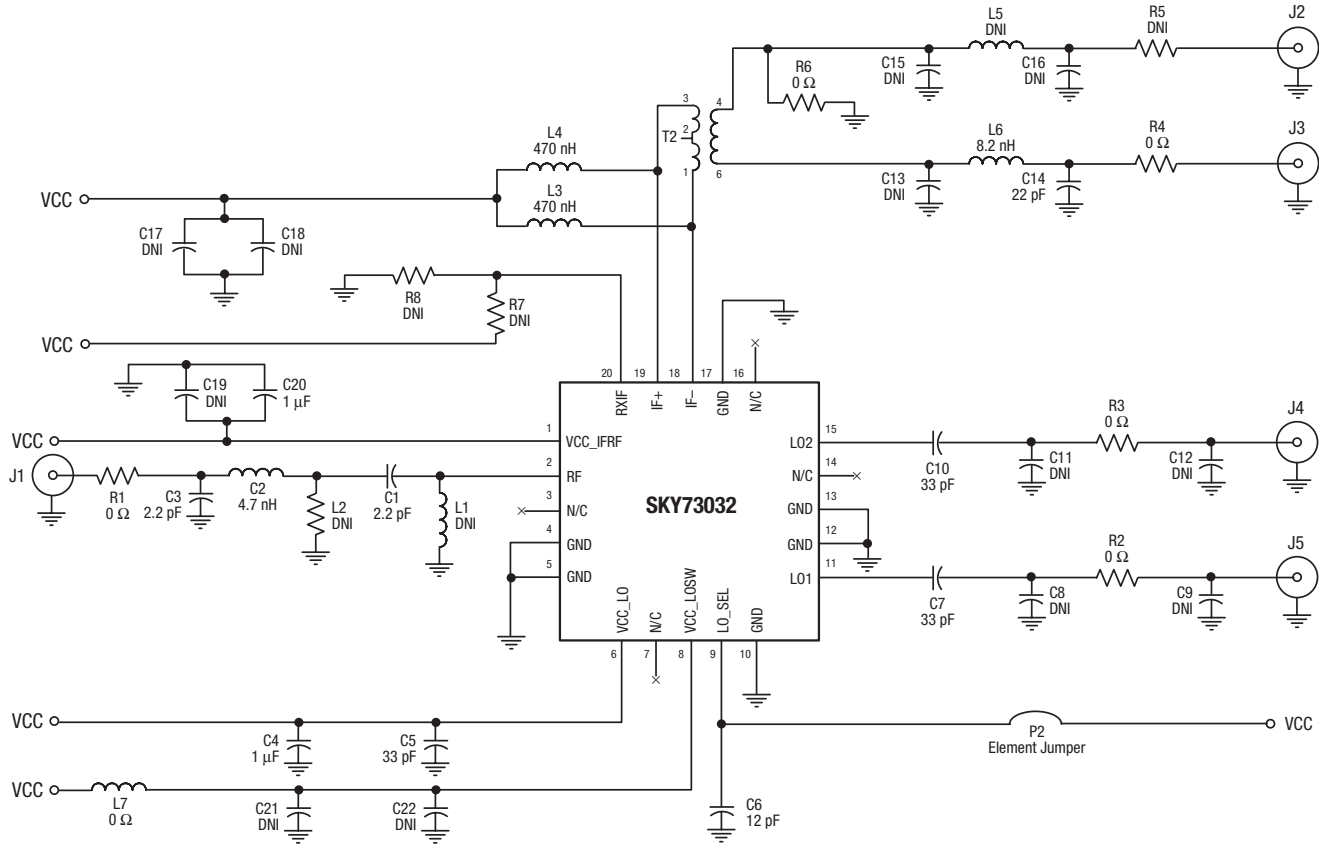 L5
DNI
R5
DNI
J2
C15
DNI
C16
DNI
R6
0 Ω
3
4
T2
2
1
6
L6
8.2 nH
R4
0 Ω
J3
C13
DNI
C14
22 pF
L4
470 nH
L3
470 nH
VCC
C17
DNI
C18
DNI
R8
DNI
R7
DNI
VCC
C19
DNI
C20
1 μF
VCC
20
19
18
17
16
RXIF
IF+
IF–
GND
N/C
1
VCC_IFRF
2
RF
3
N/C
4
GND
5
GND
J1
R1
0 Ω
C3
2.2 pF
C2
4.7 nH
L2
DNI
C1
2.2 pF
L1
DNI
SKY73032
15
LO2
14
N/C
13
GND
12
GND
11
LO1
C10
33 pF
C11
DNI
R3
0 Ω
C12
DNI
J4
C7
33 pF
C8
DNI
R2
0 Ω
C9
DNI
J5
VCC_LO
N/C
VCC_LOSW
LO_SEL
GND
6
7
8
9
10
VCC
C4
1 μF
C5
33 pF
P2
Element Jumper
VCC
VCC
L7
0 Ω
C21
DNI
C22
DNI
C6
12 pF